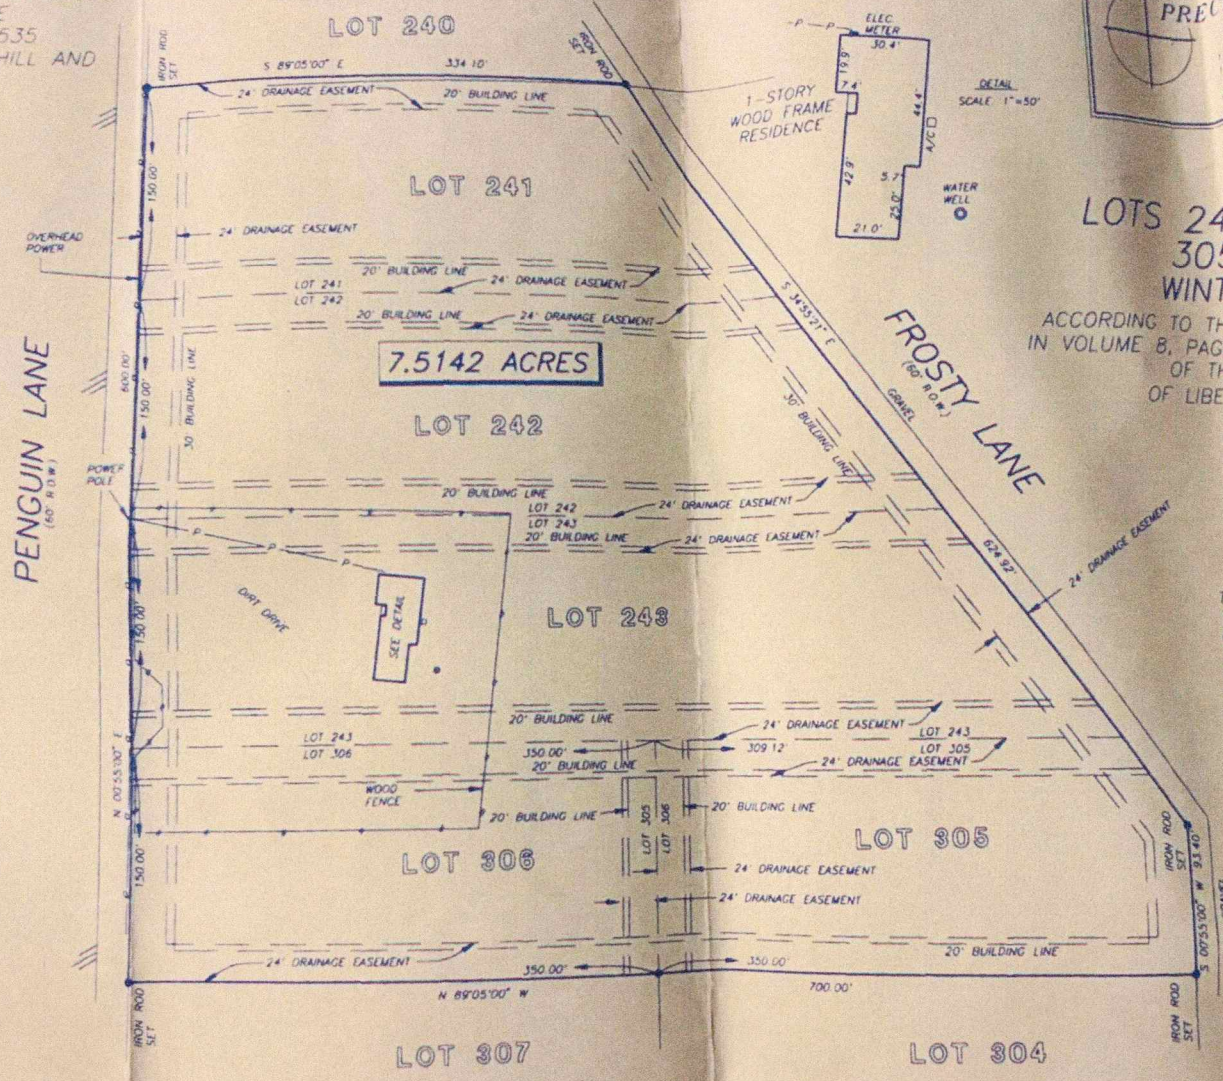 E
535
HILL AND
LOT 240
IRON ROD
SET
S 89°05'00" E
334.10'
IRON ROD
SET
24' DRAINAGE EASEMENT
20' BUILDING LINE
ELEC.
METER
P P
30.4'
19.9'
7.4'
44.4'
A/C
42.9'
5.7'
25.0'
21.0'
1-STORY
WOOD FRAME
RESIDENCE
DETAIL
SCALE 1"=50'
WATER
WELL
LOT 241
150.00'
24' DRAINAGE EASEMENT
OVERHEAD
POWER
20' BUILDING LINE
LOT 241
LOT 242
24' DRAINAGE EASEMENT
20' BUILDING LINE
24' DRAINAGE EASEMENT
S 34°55'21" E
LOTS 24
305
WINT
ACCORDING TO TH
IN VOLUME 8, PAG
OF TH
OF LIBE
7.5142 ACRES
PENGUIN LANE
(60' R.O.W.)
600.00'
150.00'
30' BUILDING LINE
LOT 242
30' BUILDING LINE
FROSTY LANE
(60' R.O.W.)
GRAVEL
POWER
POLE
20' BUILDING LINE
LOT 242
LOT 243
24' DRAINAGE EASEMENT
20' BUILDING LINE
24' DRAINAGE EASEMENT
624.92'
24' DRAINAGE EASEMENT
P
P
P
DIRT DRIVE
SEE DETAIL
LOT 243
150.00'
20' BUILDING LINE
24' DRAINAGE EASEMENT
LOT 243
LOT 306
350.00'
309.12'
LOT 243
LOT 305
20' BUILDING LINE
24' DRAINAGE EASEMENT
N 00°55'00" E
WOOD
FENCE
20' BUILDING LINE
LOT 305
LOT 306
20' BUILDING LINE
LOT 305
IRON ROD
SET
93.40'
LOT 306
150.00'
24' DRAINAGE EASEMENT
24' DRAINAGE EASEMENT
S 00°55'00" W
20' BUILDING LINE
24' DRAINAGE EASEMENT
350.00'
350.00'
N 89°05'00" W
700.00'
IRON ROD
SET
IRON ROD
SET
LOT 307
LOT 304